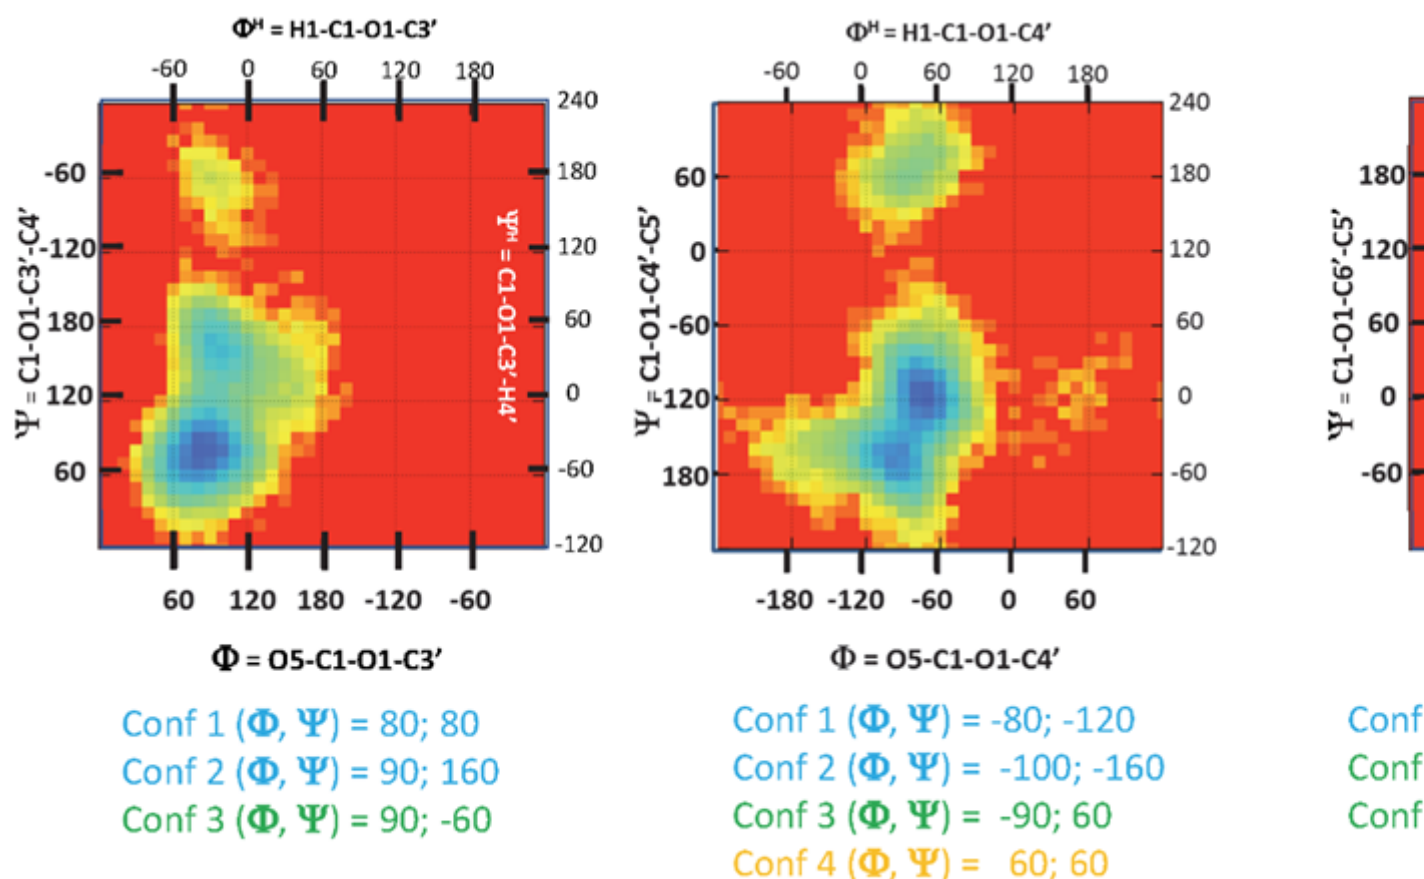 Φᴴ = H1-C1-O1-C3′
-60 0 60 120 180
240
180
120
60
0
-60
-120
Ψᴴ = C1-O1-C3′-H4′
Ψ = C1-O1-C3′-C4′
-60
-120
180
120
60
60 120 180 -120 -60
Φ = O5-C1-O1-C3′
Conf 1 (Φ, Ψ) = 80; 80
Conf 2 (Φ, Ψ) = 90; 160
Conf 3 (Φ, Ψ) = 90; -60
Φᴴ = H1-C1-O1-C4′
-60 0 60 120 180
240
180
120
60
0
-60
-120
Ψ = C1-O1-C4′-C5′
60
0
-60
-120
180
-180 -120 -60 0 60
Φ = O5-C1-O1-C4′
Conf 1 (Φ, Ψ) = -80; -120
Conf 2 (Φ, Ψ) = -100; -160
Conf 3 (Φ, Ψ) = -90; 60
Conf 4 (Φ, Ψ) = 60; 60
Ψ = C1-O1-C6′-C5′
180
120
60
0
-60
Conf
Conf
Conf